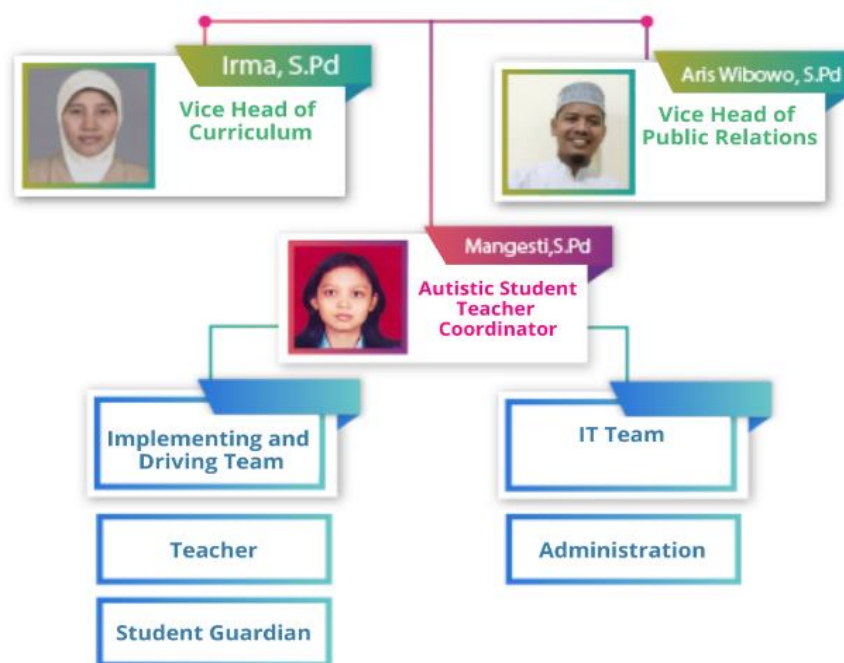 Irma, S.Pd
Vice Head of
Curriculum
Aris Wibowo, S.Pd
Vice Head of
Public Relations
Mangesti,S.Pd
Autistic Student
Teacher
Coordinator
Implementing and
Driving Team
Teacher
Student Guardian
IT Team
Administration